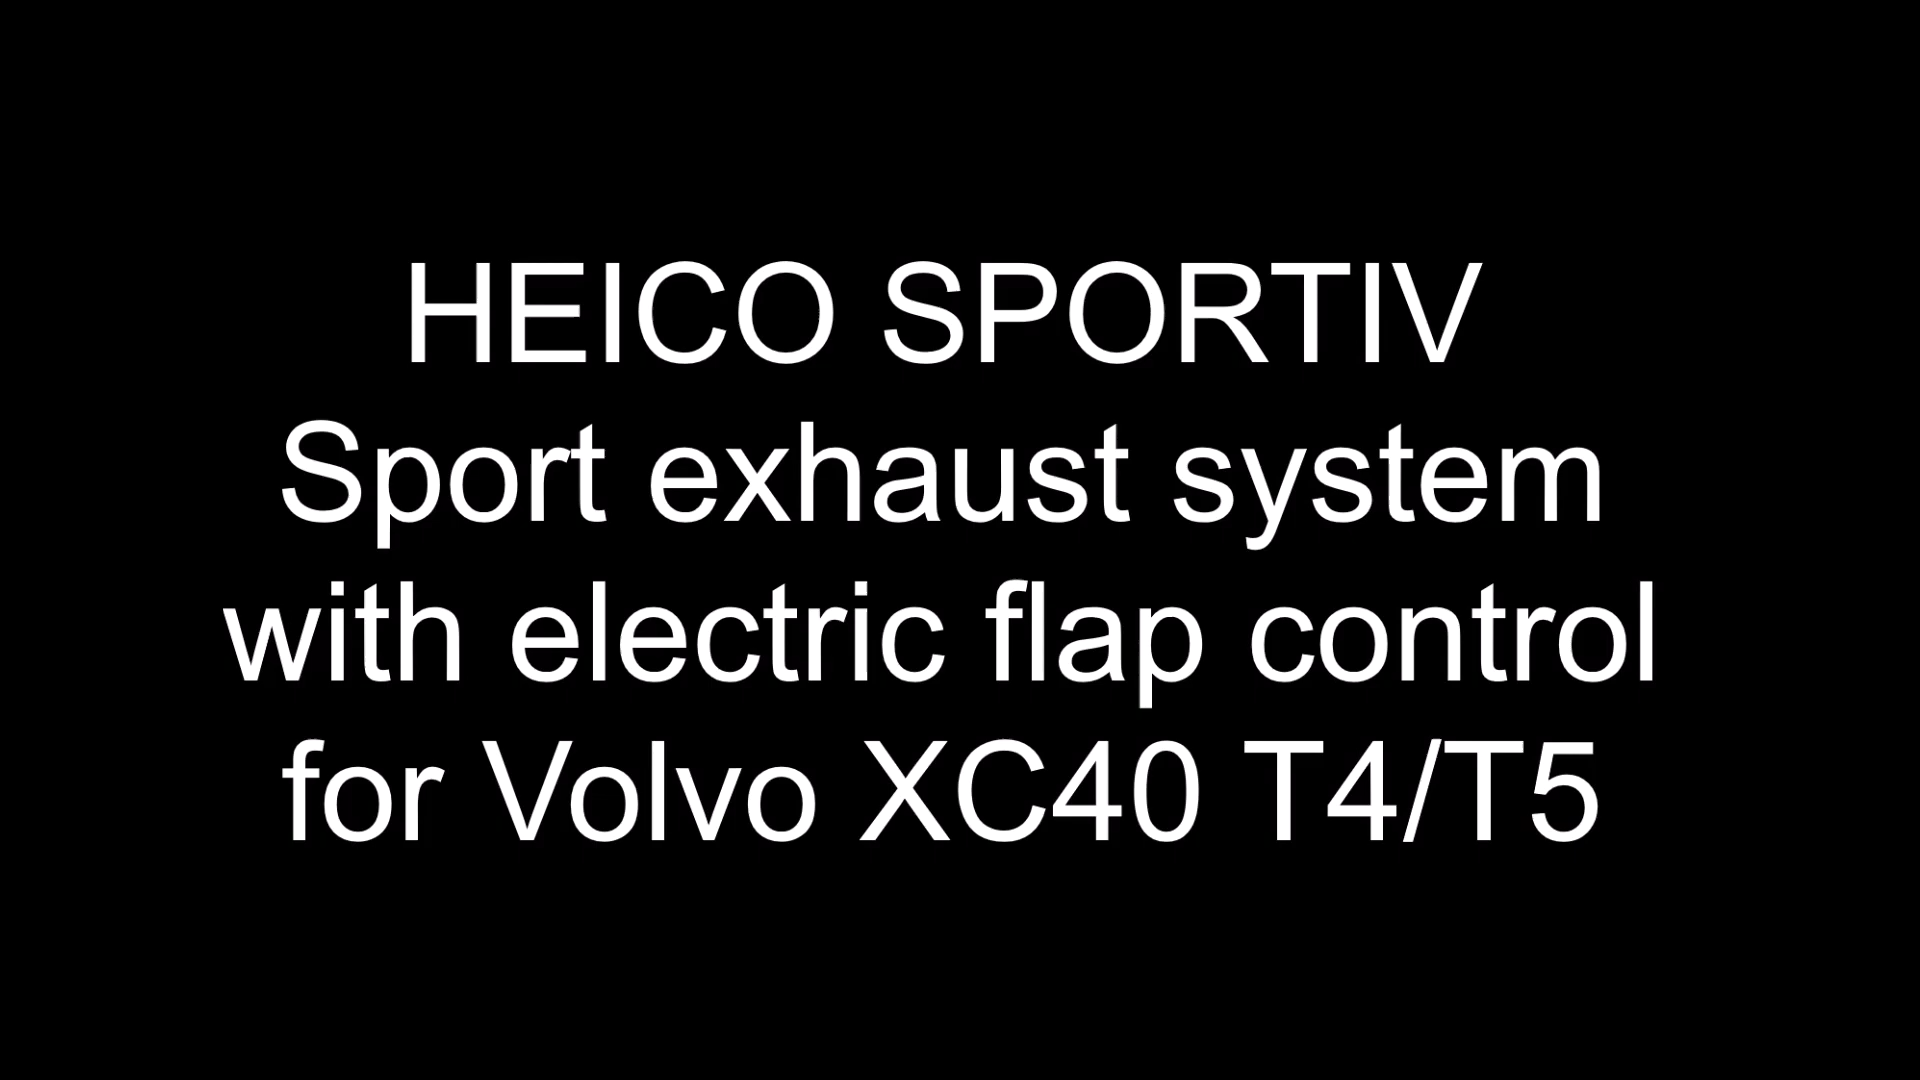 HEICO SPORTIV
Sport exhaust system
with electric flap control
for Volvo XC40 T4/T5